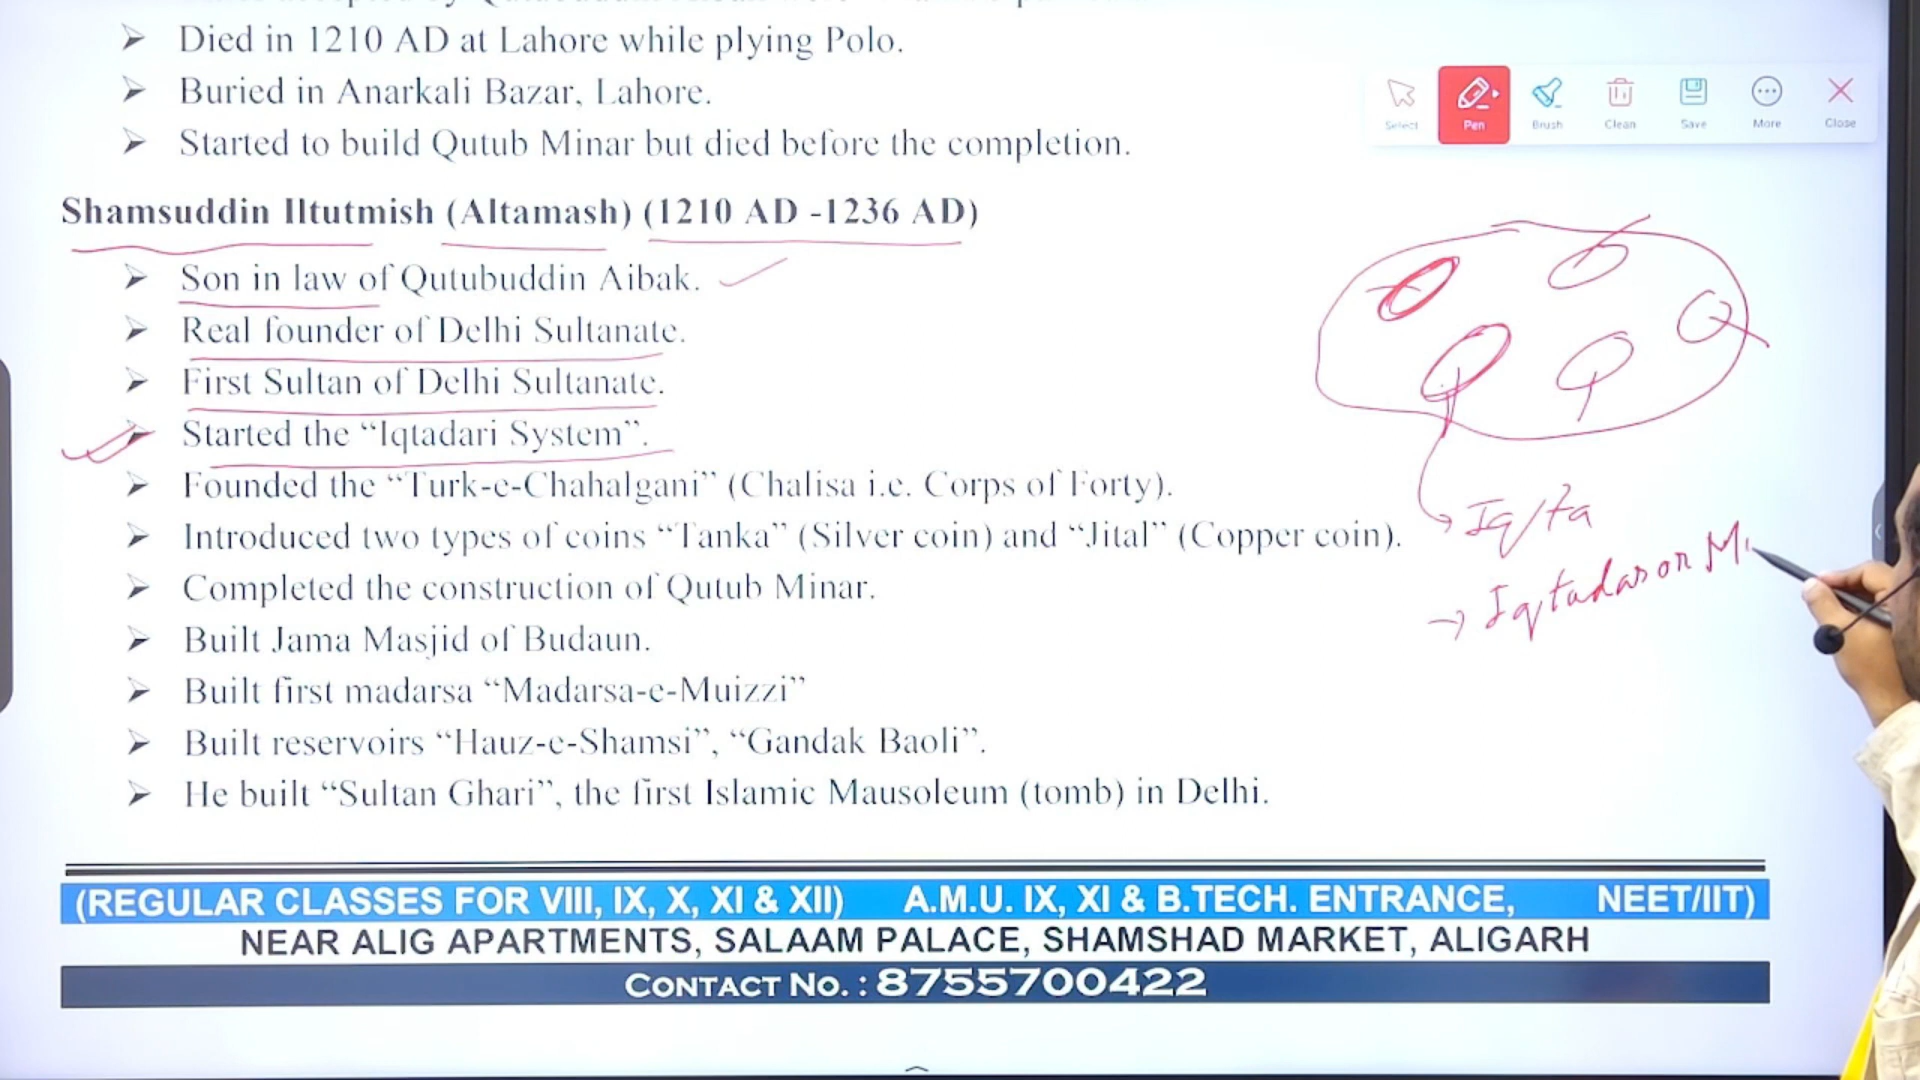 Died in 1210 AD at Lahore while plying Polo.
Buried in Anarkali Bazar, Lahore.
Started to build Qutub Minar but died before the completion.
Select Pen Brush Clean Save More Close
Shamsuddin Iltutmish (Altamash) (1210 AD -1236 AD)
Son in law of Qutubuddin Aibak.
Real founder of Delhi Sultanate.
First Sultan of Delhi Sultanate.
Started the “Iqtadari System”.
Founded the “Turk-e-Chahalgani” (Chalisa i.e. Corps of Forty).
Introduced two types of coins “Tanka” (Silver coin) and “Jital” (Copper coin).
Completed the construction of Qutub Minar.
Built Jama Masjid of Budaun.
Built first madarsa “Madarsa-e-Muizzi”
Built reservoirs “Hauz-e-Shamsi”, “Gandak Baoli”.
He built “Sultan Ghari”, the first Islamic Mausoleum (tomb) in Delhi.
→ Iqta
→ Iqtadar or M
(REGULAR CLASSES FOR VIII, IX, X, XI & XII) A.M.U. IX, XI & B.TECH. ENTRANCE, NEET/IIT)
NEAR ALIG APARTMENTS, SALAAM PALACE, SHAMSHAD MARKET, ALIGARH
CONTACT NO. : 8755700422